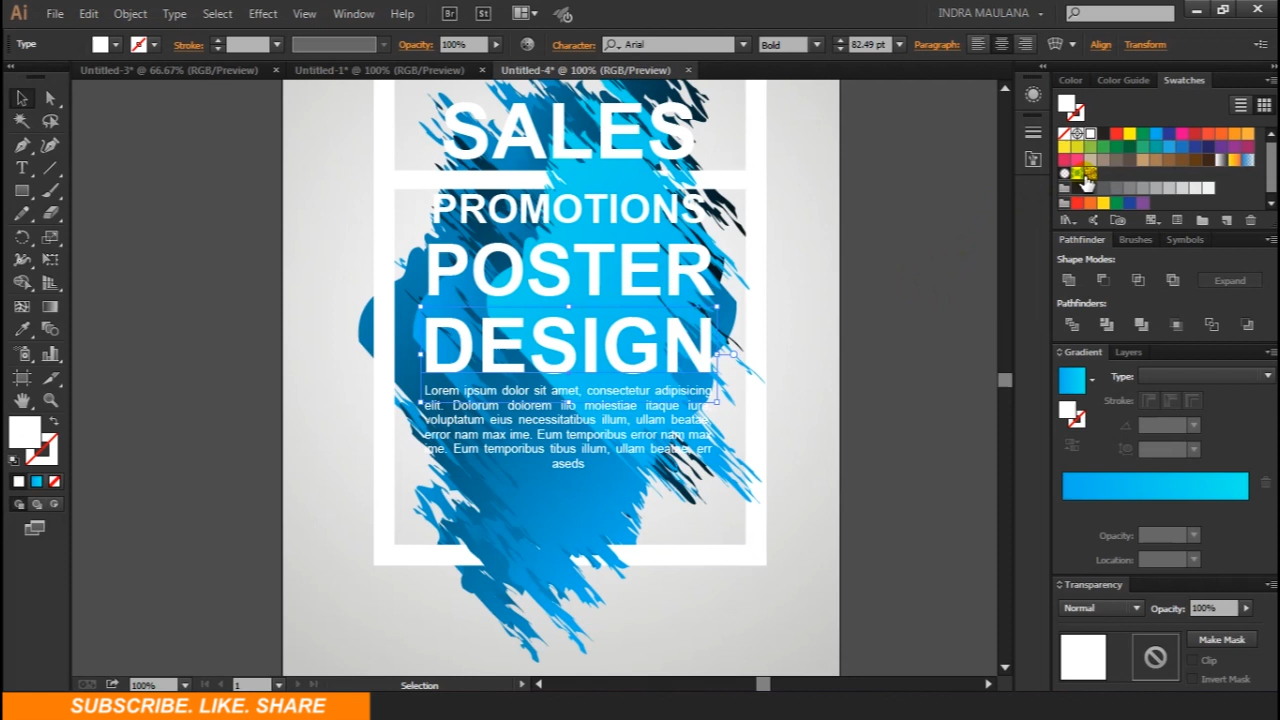 Ai File Edit Object Type Select Effect View Window Help Br St INDRA MAULANA
Type Stroke: Opacity: 100% Character: Arial Bold 82.49 pt Paragraph: Align Transform
Untitled-3* @ 66.67% (RGB/Preview) × Untitled-1* @ 100% (RGB/Preview) × Untitled-4* @ 100% (RGB/Preview) ×
Color Color Guide Swatches
SALES
PROMOTIONS
POSTER
DESIGN
Lorem ipsum dolor sit amet, consectetur adipisicing
elit. Dolorum dolorem illo molestiae itaque iure
voluptatum eius necessitatibus illum, ullam beatae
error nam max ime. Eum temporibus error nam max
ime. Eum temporibus tibus illum, ullam beatees err
aseds
Pathfinder Brushes Symbols
Shape Modes:
Expand
Pathfinders:
Gradient Layers
Type:
Stroke:
Opacity:
Location:
Transparency
Normal Opacity: 100%
Make Mask
Clip
Invert Mask
100% 1 Selection
SUBSCRIBE. LIKE. SHARE